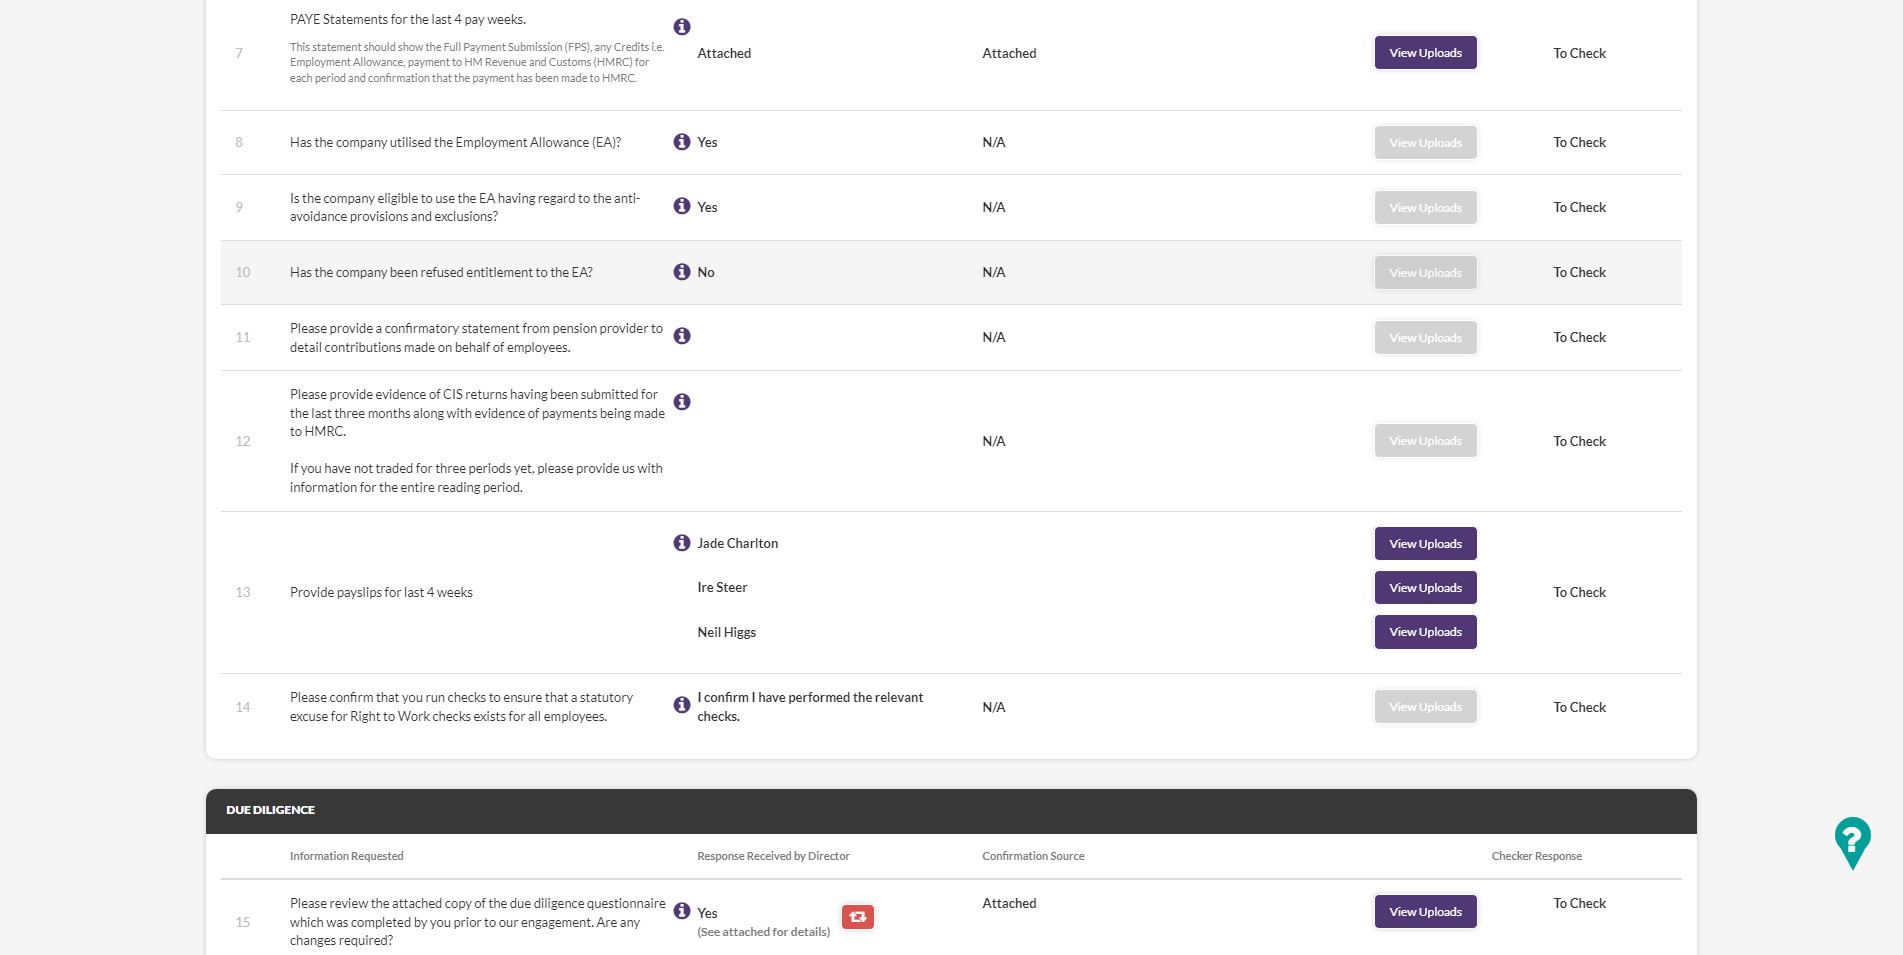 PAYE Statements for the last 4 pay weeks.
This statement should show the Full Payment Submission (FPS), any Credits i.e.
Employment Allowance, payment to HM Revenue and Customs (HMRC) for
each period and confirmation that the payment has been made to HMRC.
7
Attached
Attached
View Uploads
To Check
8
Has the company utilised the Employment Allowance (EA)?
Yes
N/A
View Uploads
To Check
9
Is the company eligible to use the EA having regard to the anti-
avoidance provisions and exclusions?
Yes
N/A
View Uploads
To Check
10
Has the company been refused entitlement to the EA?
No
N/A
View Uploads
To Check
11
Please provide a confirmatory statement from pension provider to
detail contributions made on behalf of employees.
N/A
View Uploads
To Check
12
Please provide evidence of CIS returns having been submitted for
the last three months along with evidence of payments being made
to HMRC.
If you have not traded for three periods yet, please provide us with
information for the entire reading period.
N/A
View Uploads
To Check
13
Provide payslips for last 4 weeks
Jade Charlton
View Uploads
Ire Steer
View Uploads
Neil Higgs
View Uploads
To Check
14
Please confirm that you run checks to ensure that a statutory
excuse for Right to Work checks exists for all employees.
I confirm I have performed the relevant
checks.
N/A
View Uploads
To Check
DUE DILIGENCE
Information Requested
Response Received by Director
Confirmation Source
Checker Response
15
Please review the attached copy of the due diligence questionnaire
which was completed by you prior to our engagement. Are any
changes required?
Yes
(See attached for details)
Attached
View Uploads
To Check
?